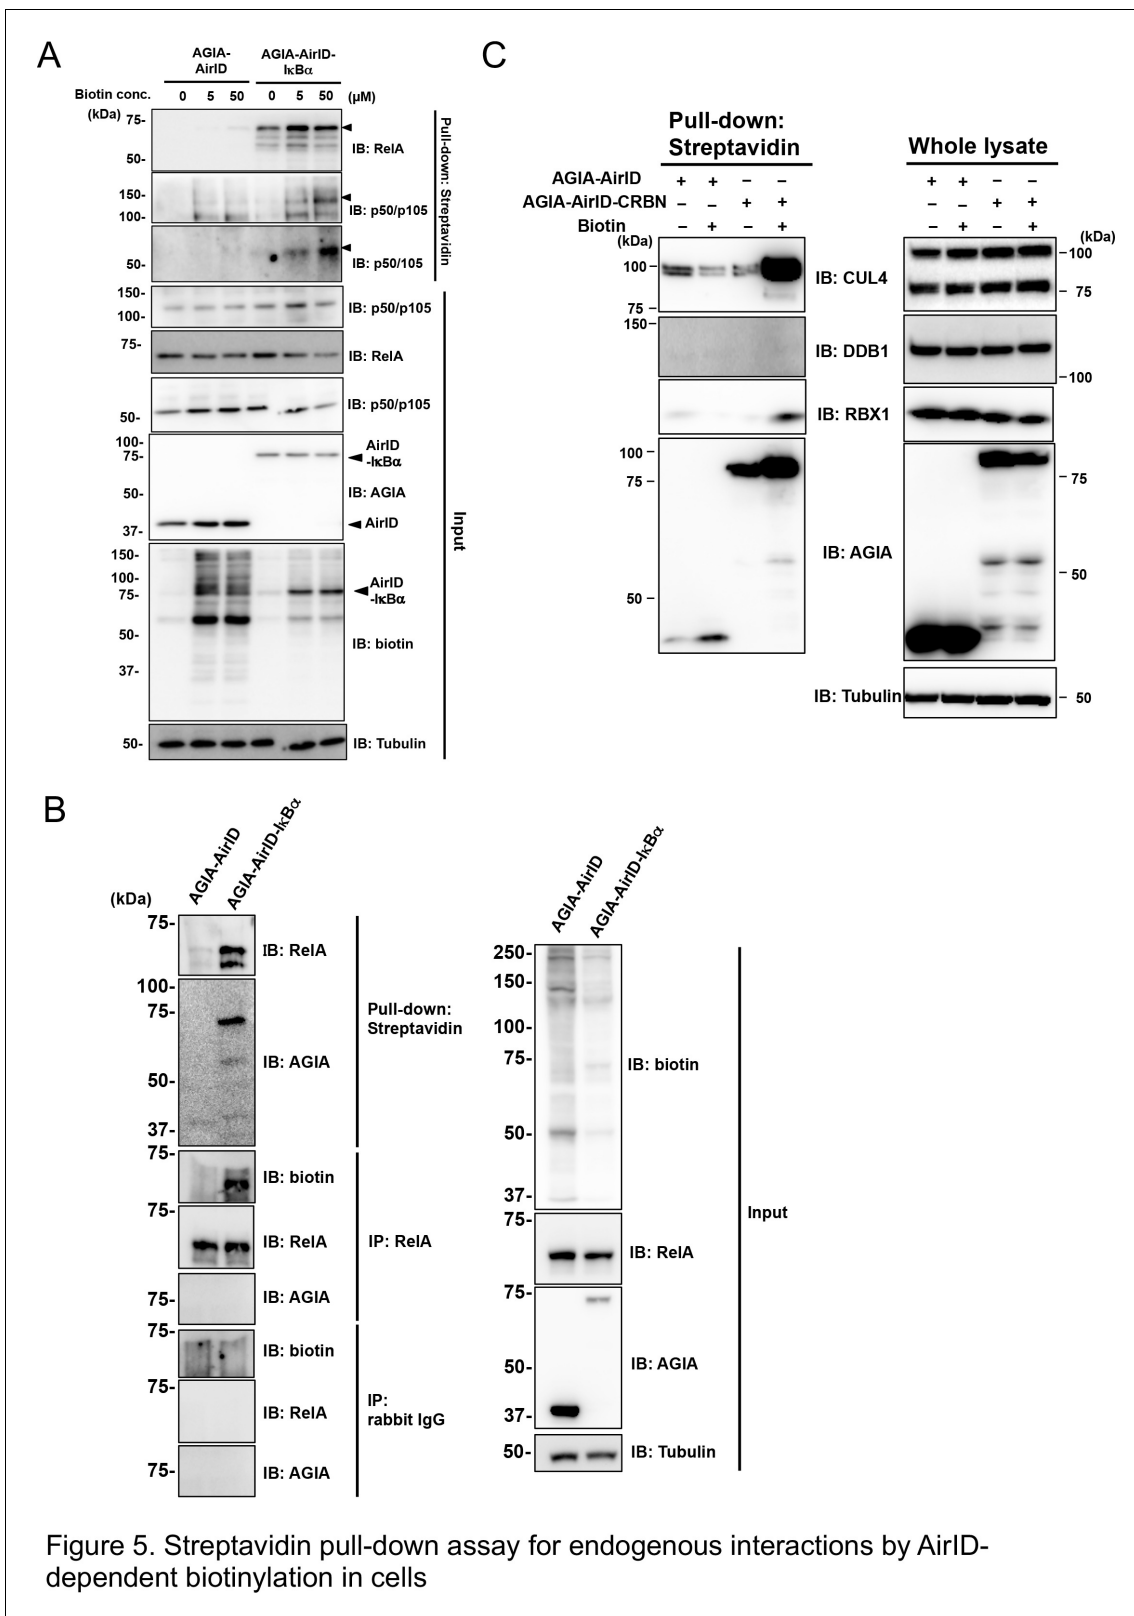 A
AGIA-
AirID
AGIA-AirID-
IκBα
Biotin conc. 0 5 50 0 5 50 (μM)
(kDa)
75-
50-
IB: RelA
150-
100-
IB: p50/p105
50-
IB: p50/105
Pull-down: Streptavidin
150-
100-
IB: p50/p105
75-
IB: RelA
50-
IB: p50/p105
100-
75-
50-
37-
AirID
-IκBα
IB: AGIA
AirID
150-
100-
75-
50-
37-
AirID
-IκBα
IB: biotin
50-
IB: Tubulin
Input
C
Pull-down:
Streptavidin
Whole lysate
AGIA-AirID + + − − + + − −
AGIA-AirID-CRBN − − + + − − + +
Biotin − + − + − + − +
(kDa)
(kDa)
100
75
IB: CUL4
100
75
150
IB: DDB1
100
IB: RBX1
100
75
50
IB: AGIA
75
50
IB: Tubulin
50
B
AGIA-AirID
AGIA-AirID-IκBα
(kDa)
75-
IB: RelA
100-
75-
50-
37-
IB: AGIA
Pull-down:
Streptavidin
75-
IB: biotin
75-
IB: RelA
75-
IB: AGIA
IP: RelA
75-
IB: biotin
75-
IB: RelA
75-
IB: AGIA
IP:
rabbit IgG
AGIA-AirID
AGIA-AirID-IκBα
250-
150-
100-
75-
50-
37-
IB: biotin
75-
IB: RelA
75-
50-
37-
IB: AGIA
50-
IB: Tubulin
Input
Figure 5. Streptavidin pull-down assay for endogenous interactions by AirID-
dependent biotinylation in cells